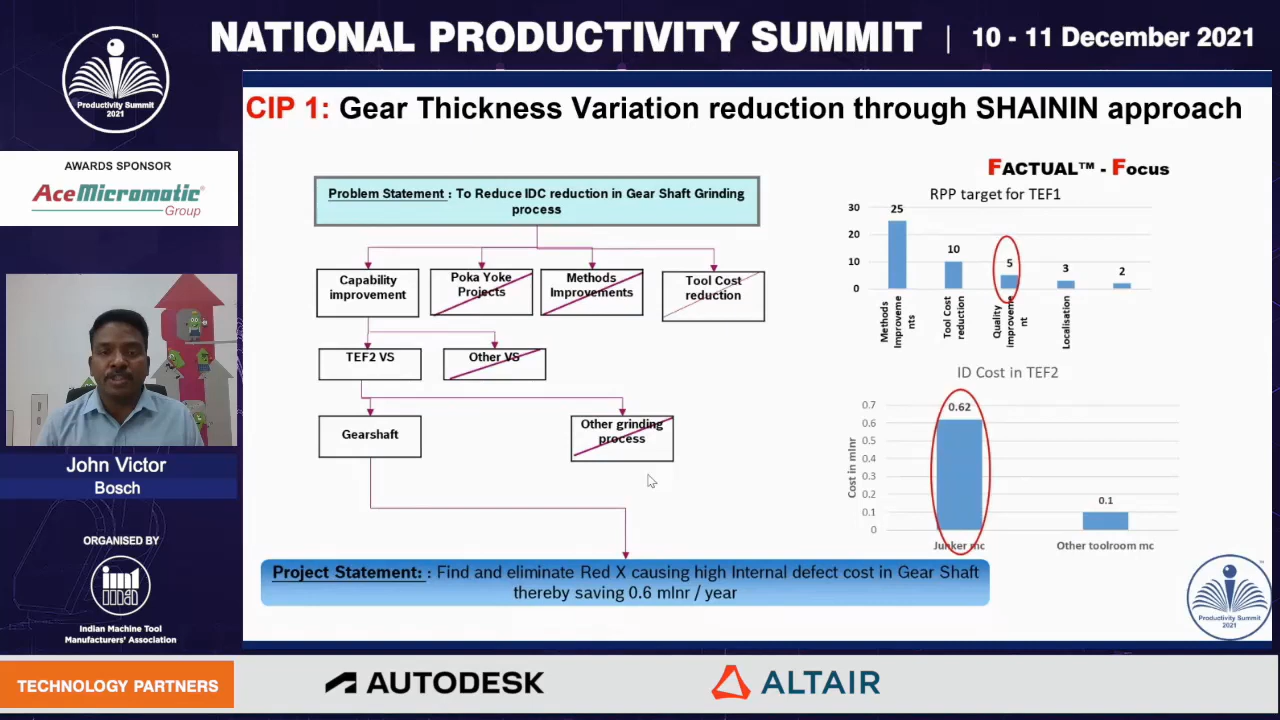 NATIONAL PRODUCTIVITY SUMMIT | 10 - 11 December 2021
Productivity Summit
2021
AWARDS SPONSOR
AceMicromatic
Group
John Victor
Bosch
ORGANISED BY
Indian Machine Tool
Manufacturers' Association
CIP 1: Gear Thickness Variation reduction through SHAININ approach
Problem Statement : To Reduce IDC reduction in Gear Shaft Grinding
process
Capability
improvement
Poka Yoke
Projects
Methods
Improvements
Tool Cost
reduction
TEF2 VS
Other VS
Gearshaft
Other grinding
process
FACTUAL™ - Focus
RPP target for TEF1
30
20
10
0
25
10
5
3
2
Methods
Improveme
nts
Tool Cost
reduction
Quality
Improveme
nt
Localisation
ID Cost in TEF2
Cost in mlnr
0.7
0.6
0.5
0.4
0.3
0.2
0.1
0
0.62
0.1
Junker mc
Other toolroom mc
Project Statement: : Find and eliminate Red X causing high Internal defect cost in Gear Shaft
thereby saving 0.6 mlnr / year
Productivity Summit
2021
TECHNOLOGY PARTNERS
AUTODESK
ALTAIR